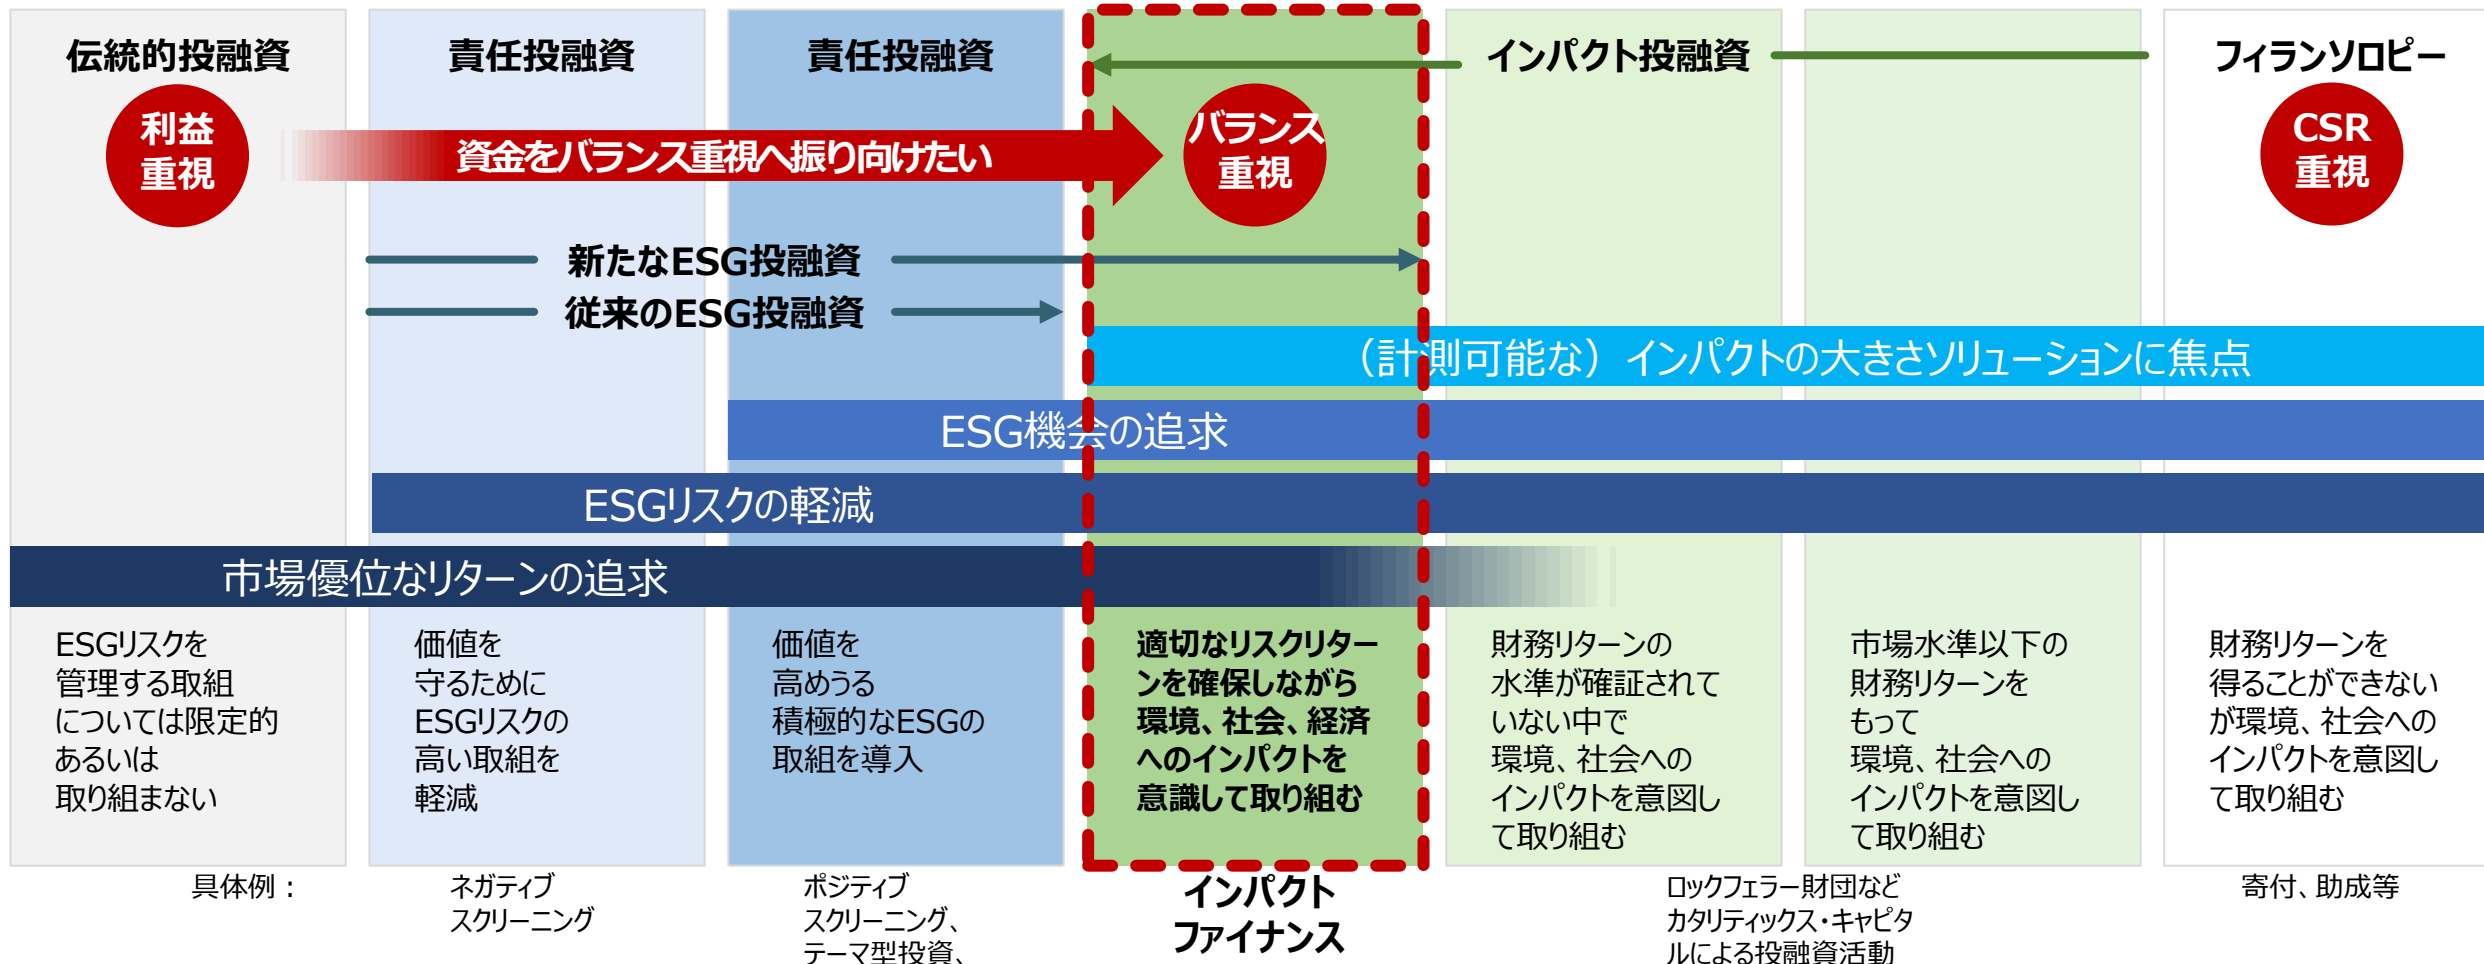 伝統的投融資
責任投融資
責任投融資
インパクト投融資
フィランソロピー
利益
重視
資金をバランス重視へ振り向けたい
バランス
重視
CSR
重視
新たなESG投融資
従来のESG投融資
（計測可能な）インパクトの大きさソリューションに焦点
ESG機会の追求
ESGリスクの軽減
市場優位なリターンの追求
ESGリスクを
管理する取組
については限定的
あるいは
取り組まない
価値を
守るために
ESGリスクの
高い取組を
軽減
価値を
高めうる
積極的なESGの
取組を導入
適切なリスクリター
ンを確保しながら
環境、社会、経済
へのインパクトを
意識して取り組む
財務リターンの
水準が確証されて
いない中で
環境、社会への
インパクトを意図し
て取り組む
市場水準以下の
財務リターンを
もって
環境、社会への
インパクトを意図し
て取り組む
財務リターンを
得ることができない
が環境、社会への
インパクトを意図し
て取り組む
具体例：
ネガティブ
スクリーニング
ポジティブ
スクリーニング、
テーマ型投資、
インパクト
ファイナンス
ロックフェラー財団など
カタリティックス・キャピタ
ルによる投融資活動
寄付、助成等